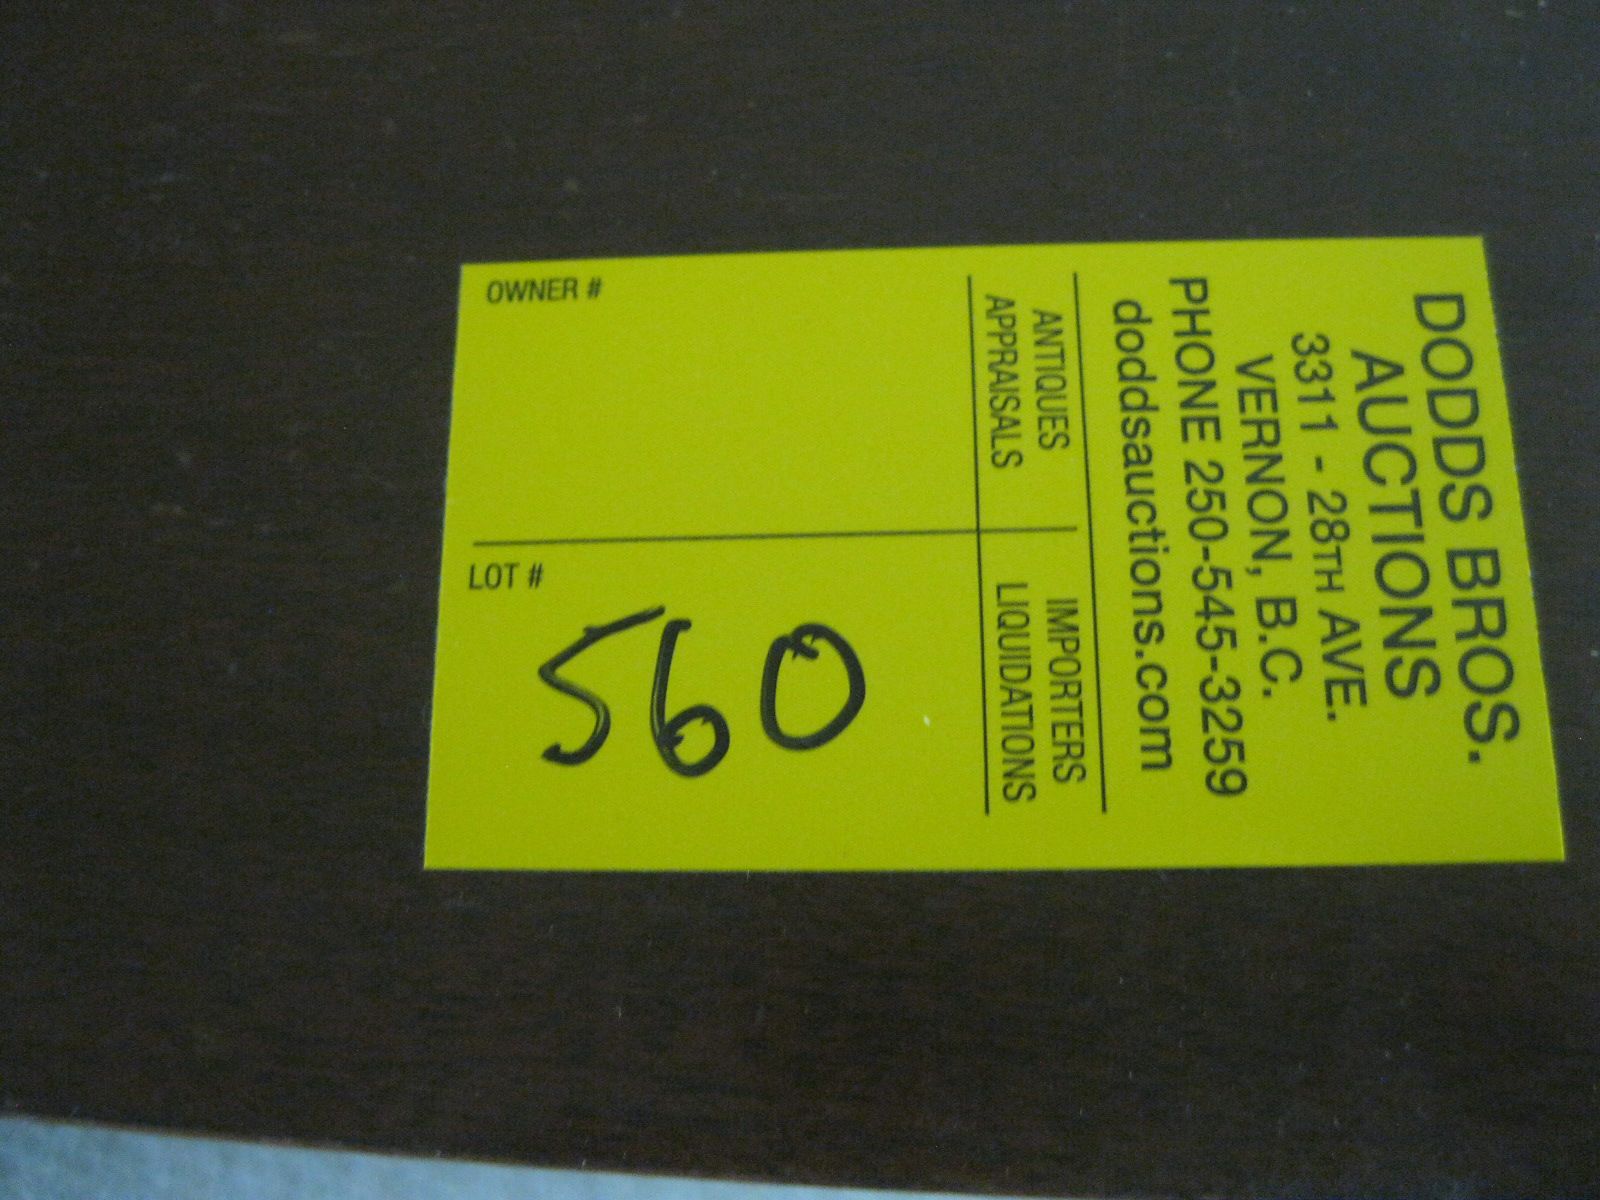 DODDS BROS.
AUCTIONS
3311 - 28TH AVE.
VERNON, B.C.
PHONE 250-545-3259
doddsauctions.com
ANTIQUES IMPORTERS
APPRAISALS LIQUIDATIONS
OWNER #
LOT #
560